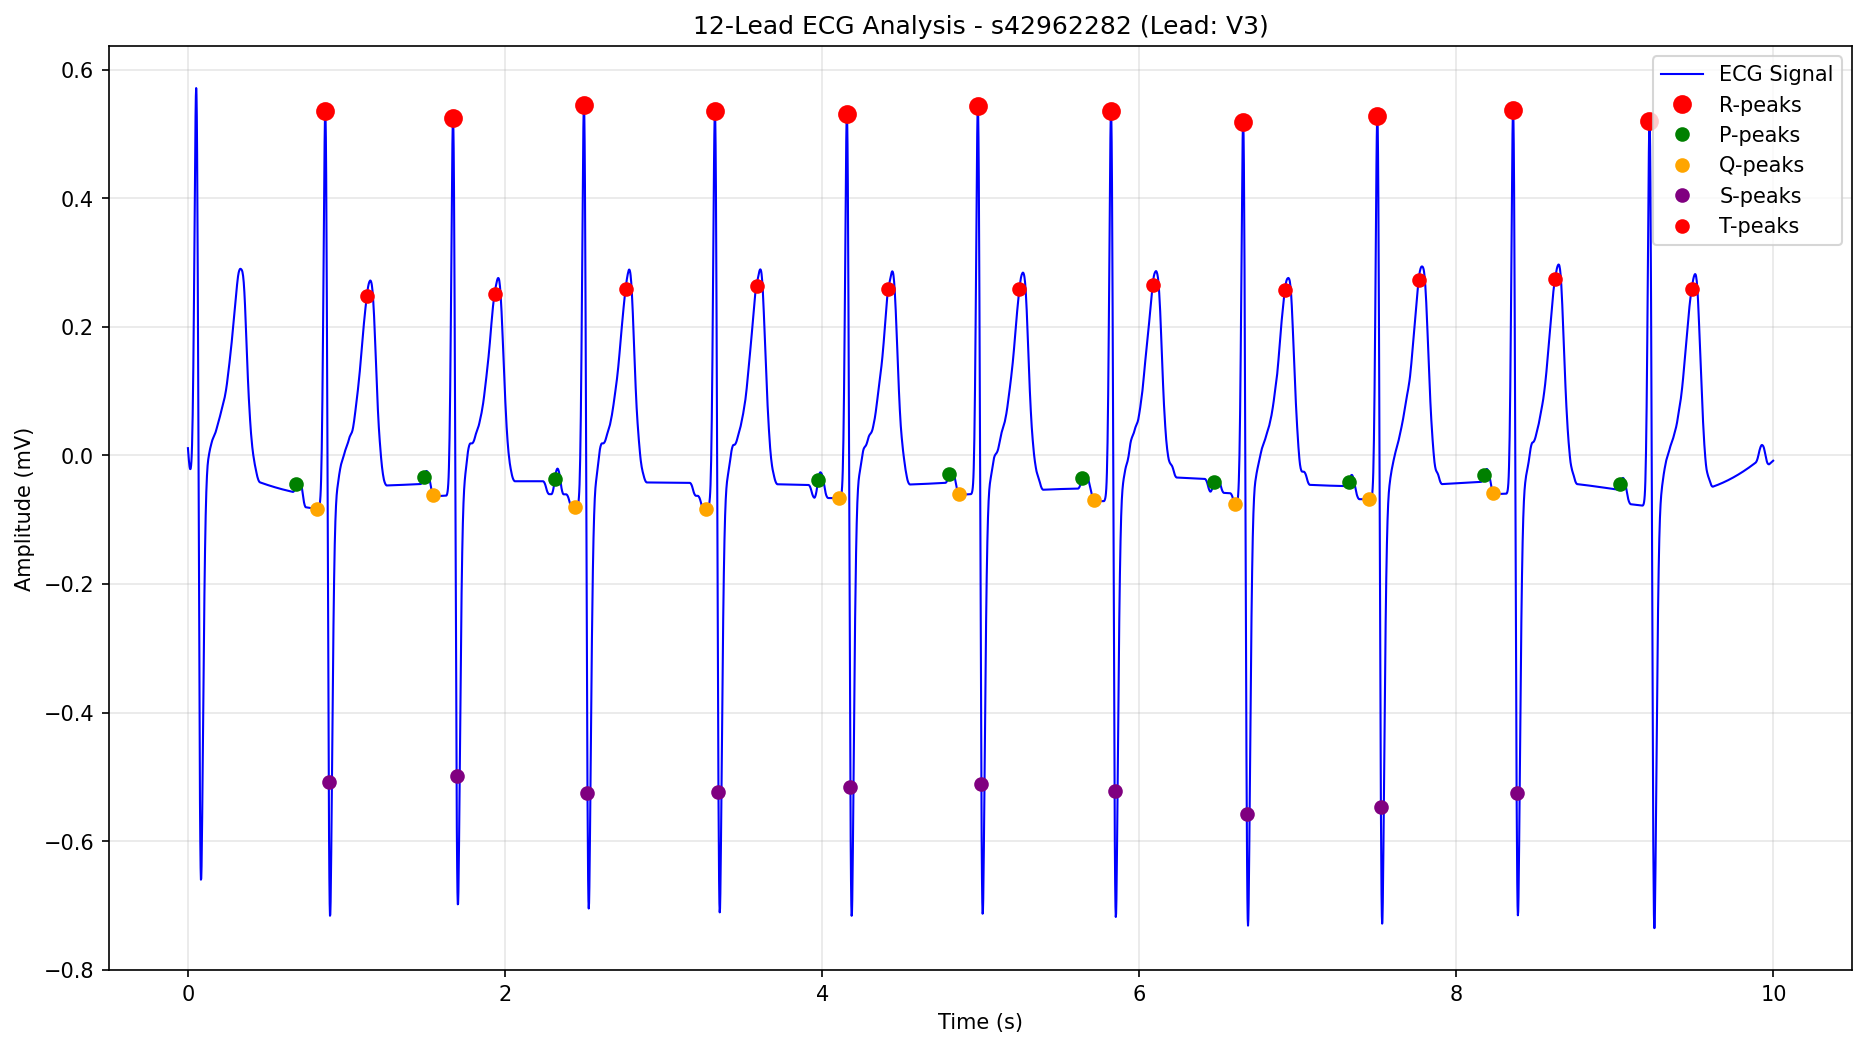 12-Lead ECG Analysis - s42962282 (Lead: V3)
ECG Signal
R-peaks
P-peaks
Q-peaks
S-peaks
T-peaks
Amplitude (mV)
0.6
0.4
0.2
0.0
−0.2
−0.4
−0.6
−0.8
0 2 4 6 8 10
Time (s)